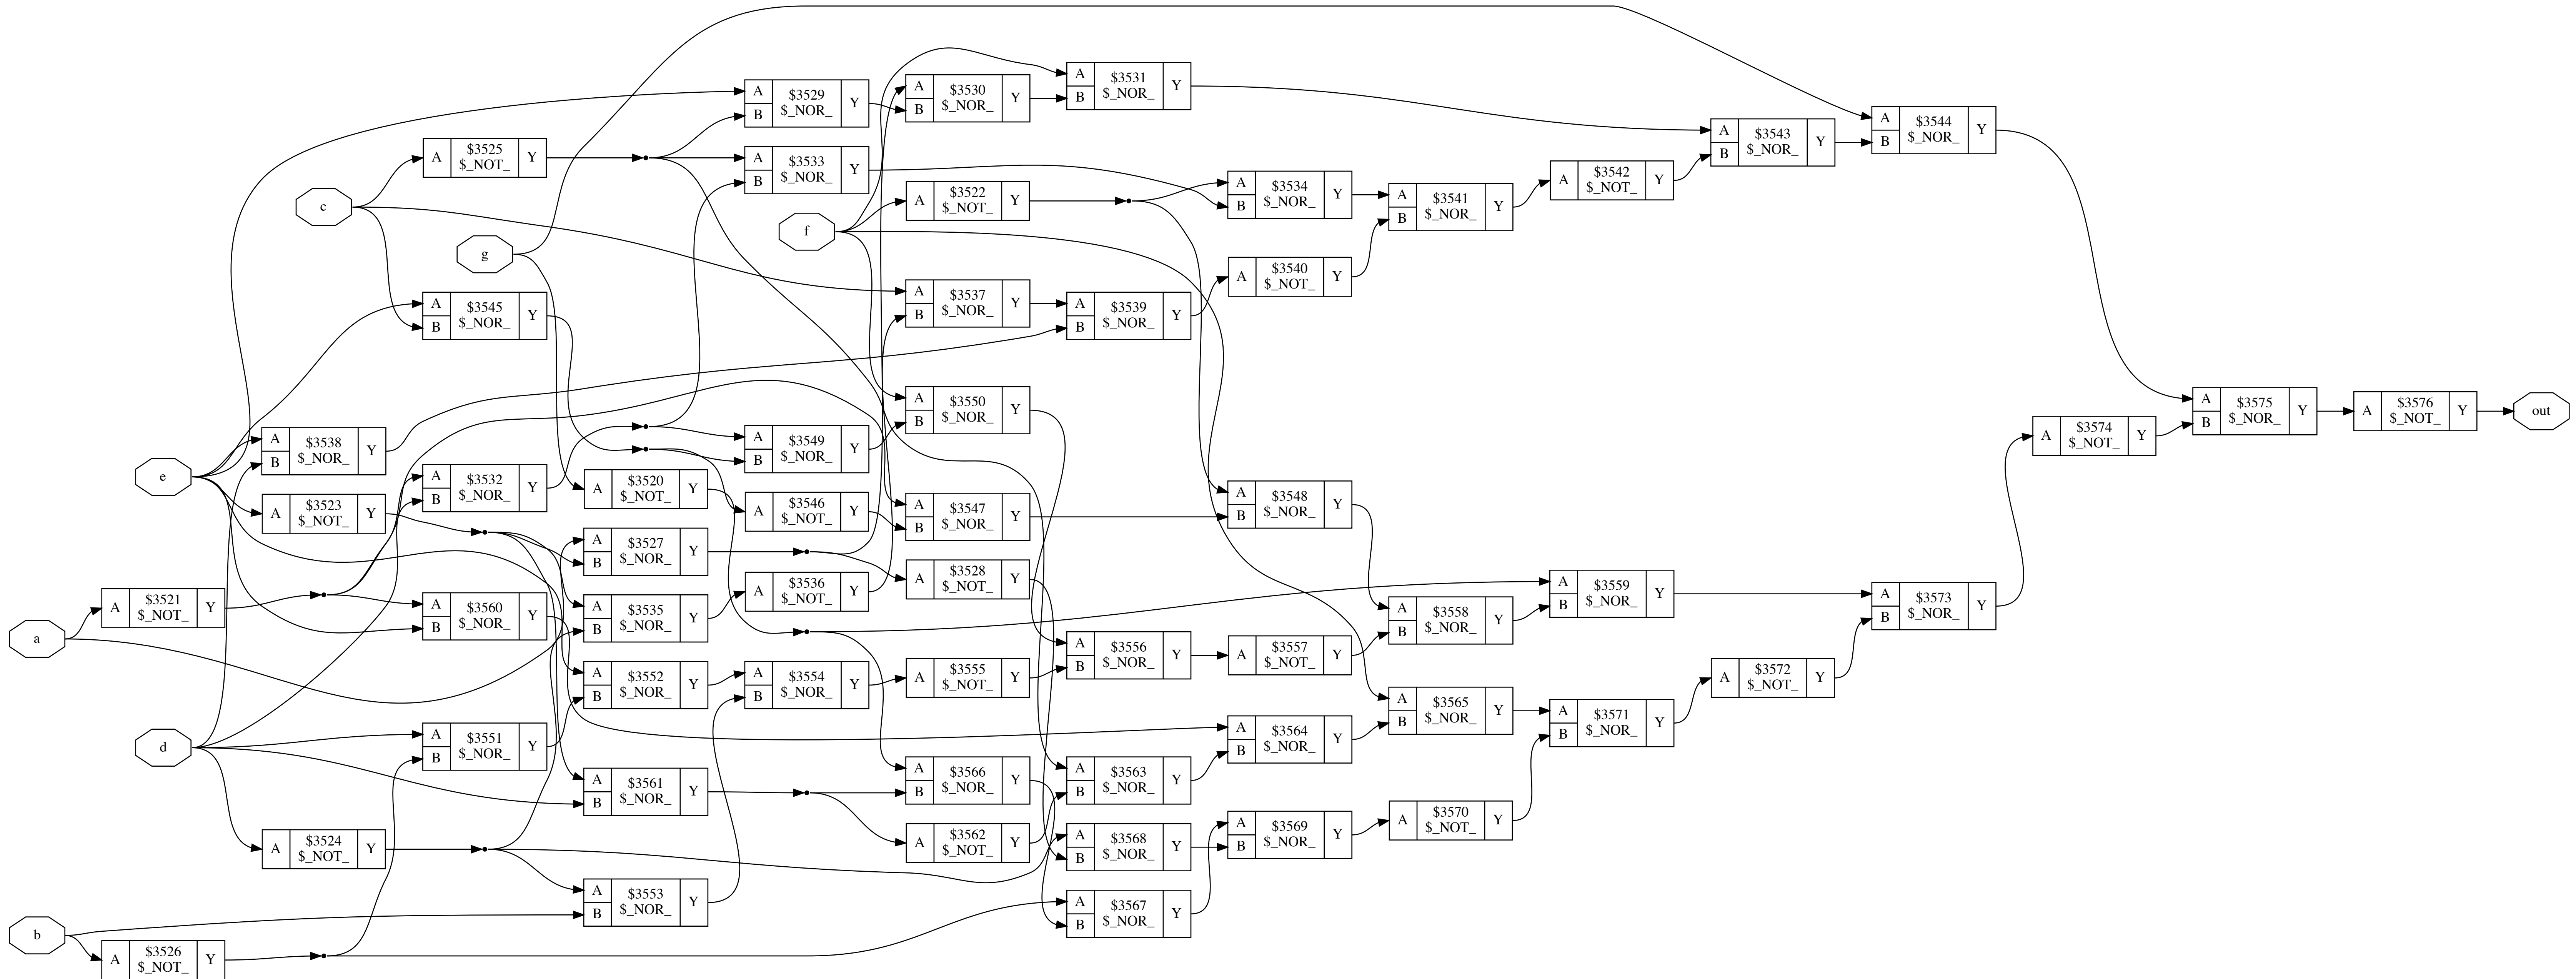 A $3531 $_NOR_ B Y
A $3529 $_NOR_ B Y
A $3530 $_NOR_ B Y
A $3544 $_NOR_ B Y
A $3543 $_NOR_ B Y
A $3525 $_NOT_ Y
A $3533 $_NOR_ B Y
A $3542 $_NOT_ Y
A $3522 $_NOT_ Y
A $3534 $_NOR_ B Y
A $3541 $_NOR_ B Y
c
f
g
A $3540 $_NOT_ Y
A $3537 $_NOR_ B Y
A $3545 $_NOR_ B Y
A $3539 $_NOR_ B Y
A $3550 $_NOR_ B Y
A $3575 $_NOR_ B Y
A $3576 $_NOT_ Y
out
A $3574 $_NOT_ Y
A $3538 $_NOR_ B Y
A $3549 $_NOR_ B Y
e
A $3532 $_NOR_ B Y
A $3520 $_NOT_ Y
A $3523 $_NOT_ Y
A $3546 $_NOT_ Y
A $3547 $_NOR_ B Y
A $3548 $_NOR_ B Y
A $3527 $_NOR_ B Y
A $3528 $_NOT_ Y
A $3536 $_NOT_ Y
A $3559 $_NOR_ B Y
A $3573 $_NOR_ B Y
A $3521 $_NOT_ Y
A $3560 $_NOR_ B Y
A $3535 $_NOR_ B Y
A $3558 $_NOR_ B Y
a
A $3556 $_NOR_ B Y
A $3557 $_NOT_ Y
A $3552 $_NOR_ B Y
A $3554 $_NOR_ B Y
A $3555 $_NOT_ Y
A $3572 $_NOT_ Y
A $3565 $_NOR_ B Y
A $3571 $_NOR_ B Y
d
A $3551 $_NOR_ B Y
A $3564 $_NOR_ B Y
A $3561 $_NOR_ B Y
A $3566 $_NOR_ B Y
A $3563 $_NOR_ B Y
A $3570 $_NOT_ Y
A $3569 $_NOR_ B Y
A $3524 $_NOT_ Y
A $3562 $_NOT_ Y
A $3568 $_NOR_ B Y
A $3553 $_NOR_ B Y
A $3567 $_NOR_ B Y
b
A $3526 $_NOT_ Y